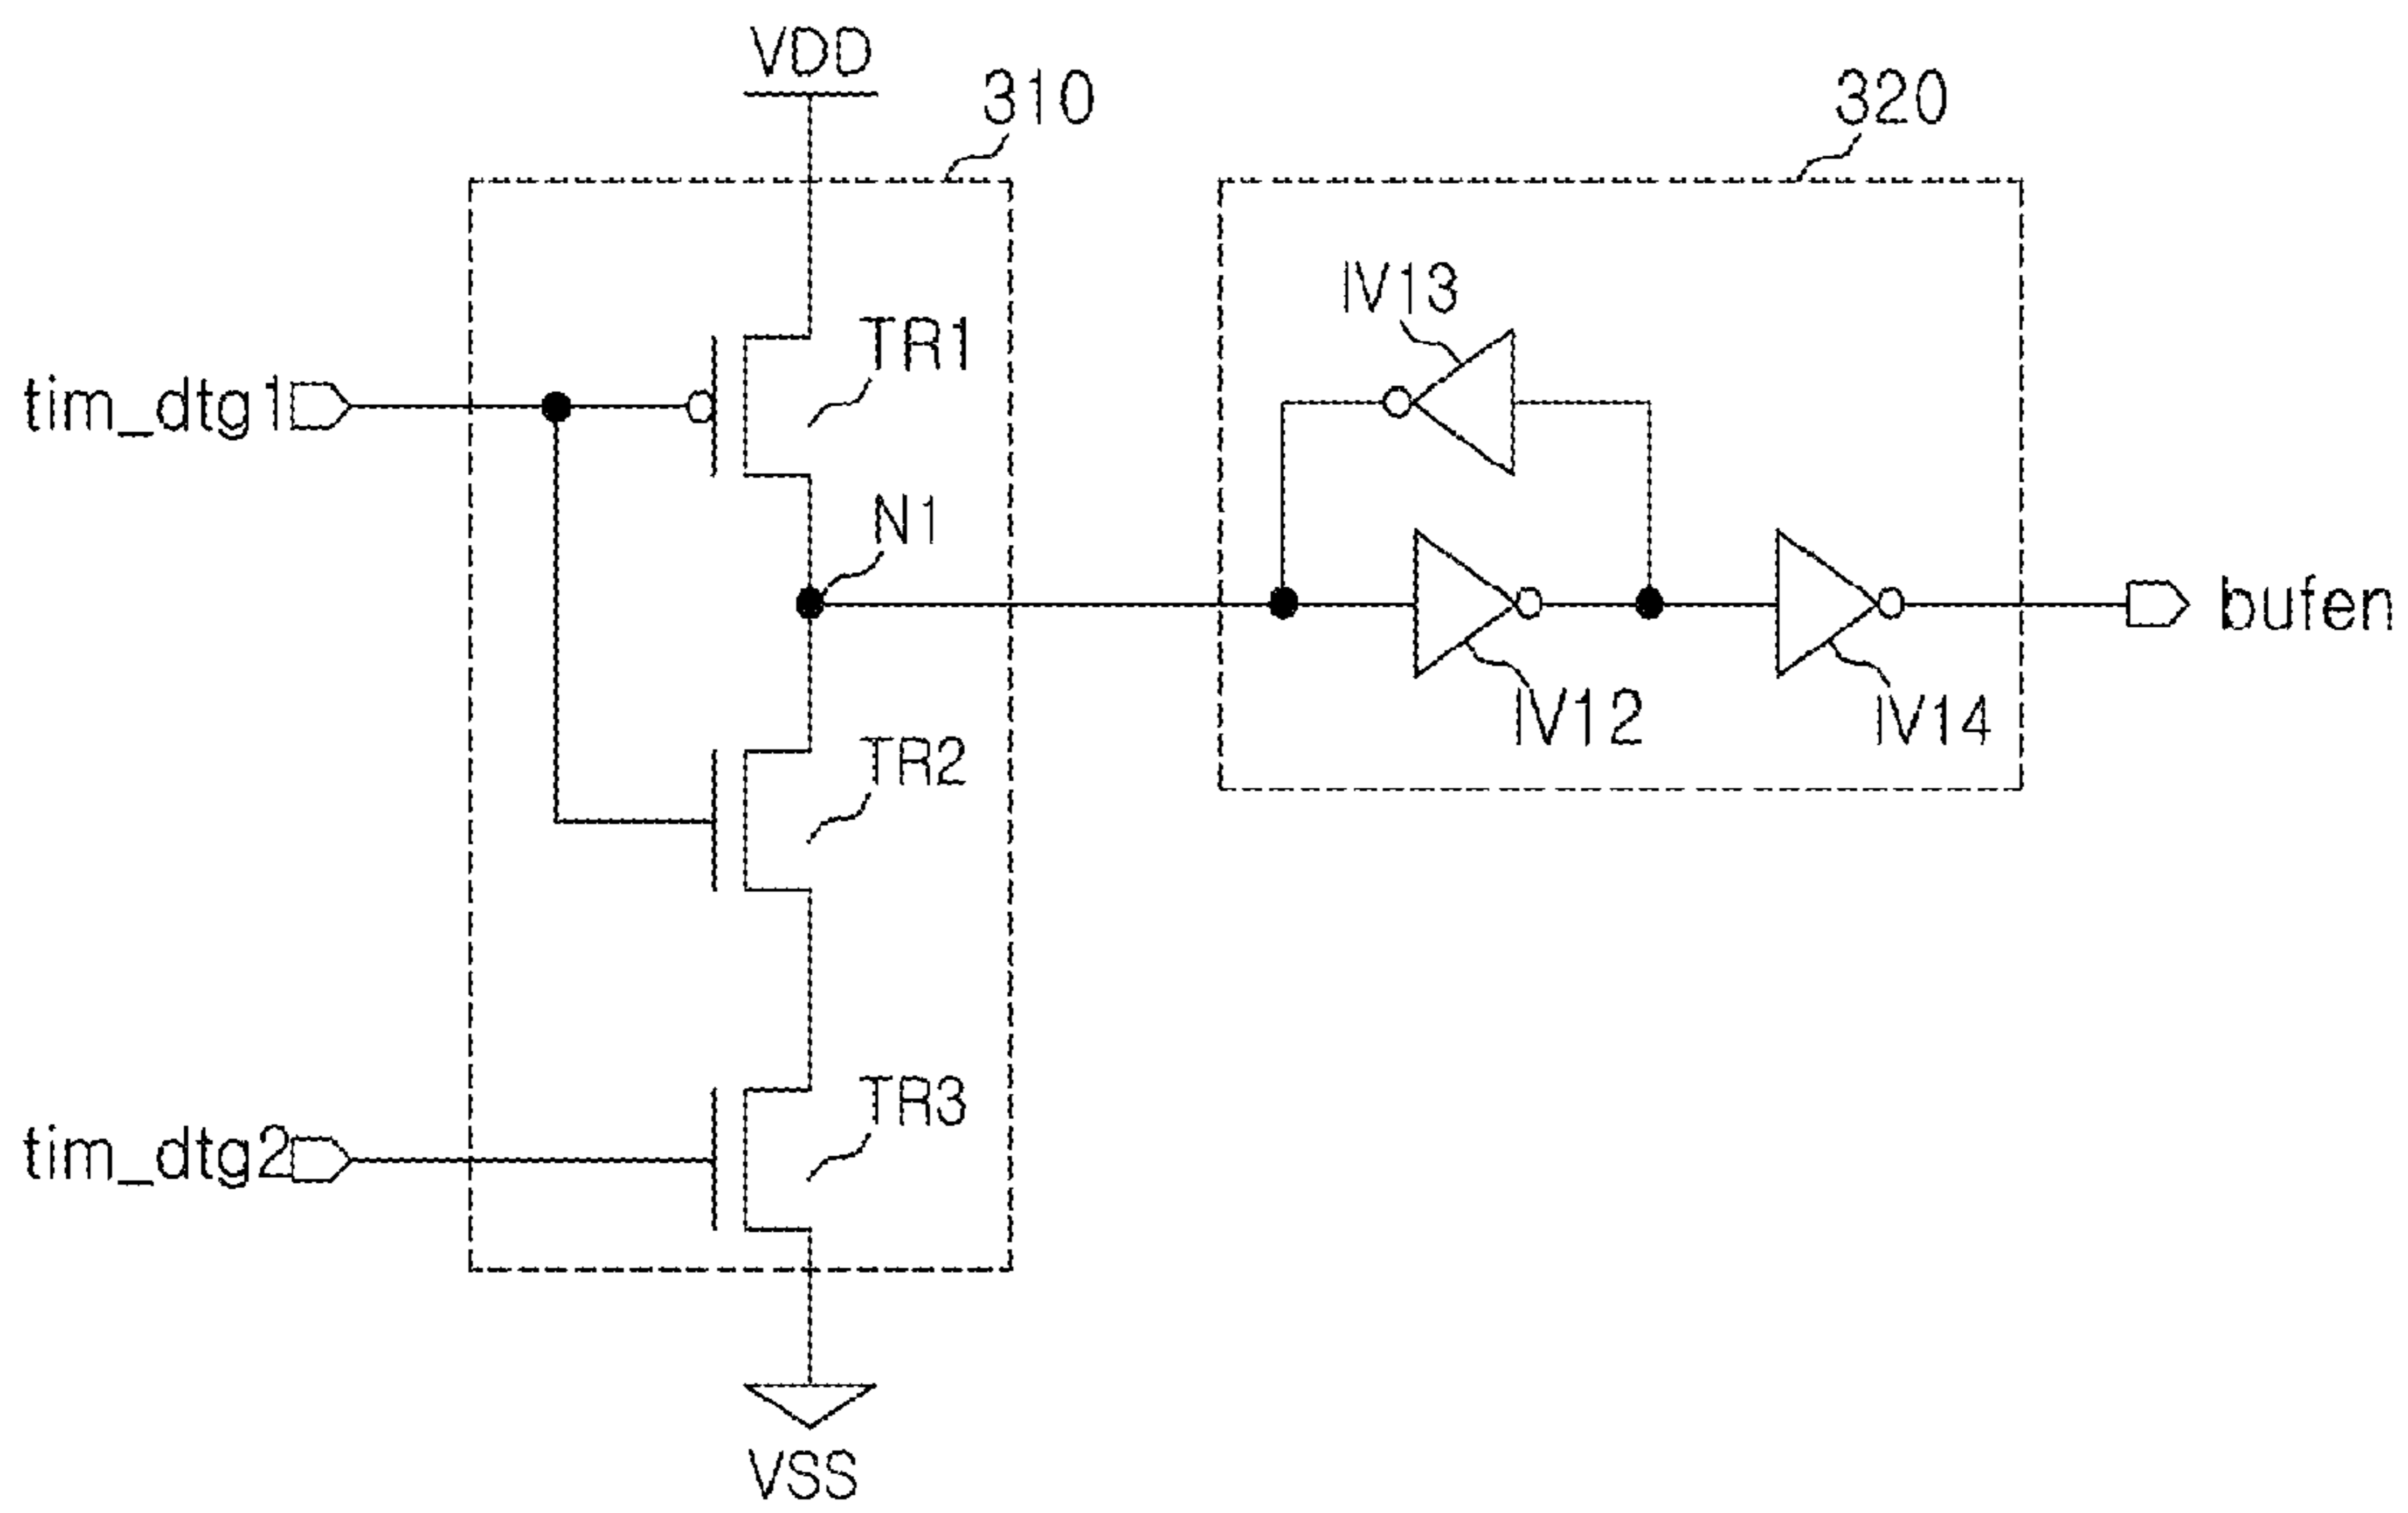 VDD
310
320
IV13
TR1
tim_dtg1
N1
bufen
IV12
IV14
TR2
TR3
tim_dtg2
VSS